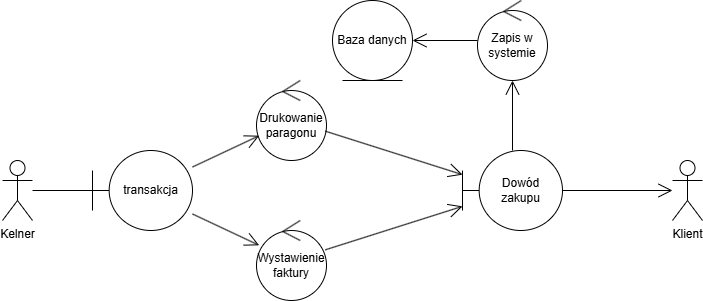 Baza danych
Zapis w
systemie
Drukowanie
paragonu
transakcja
Dowód
zakupu
Kelner
Klient
Wystawienie
faktury